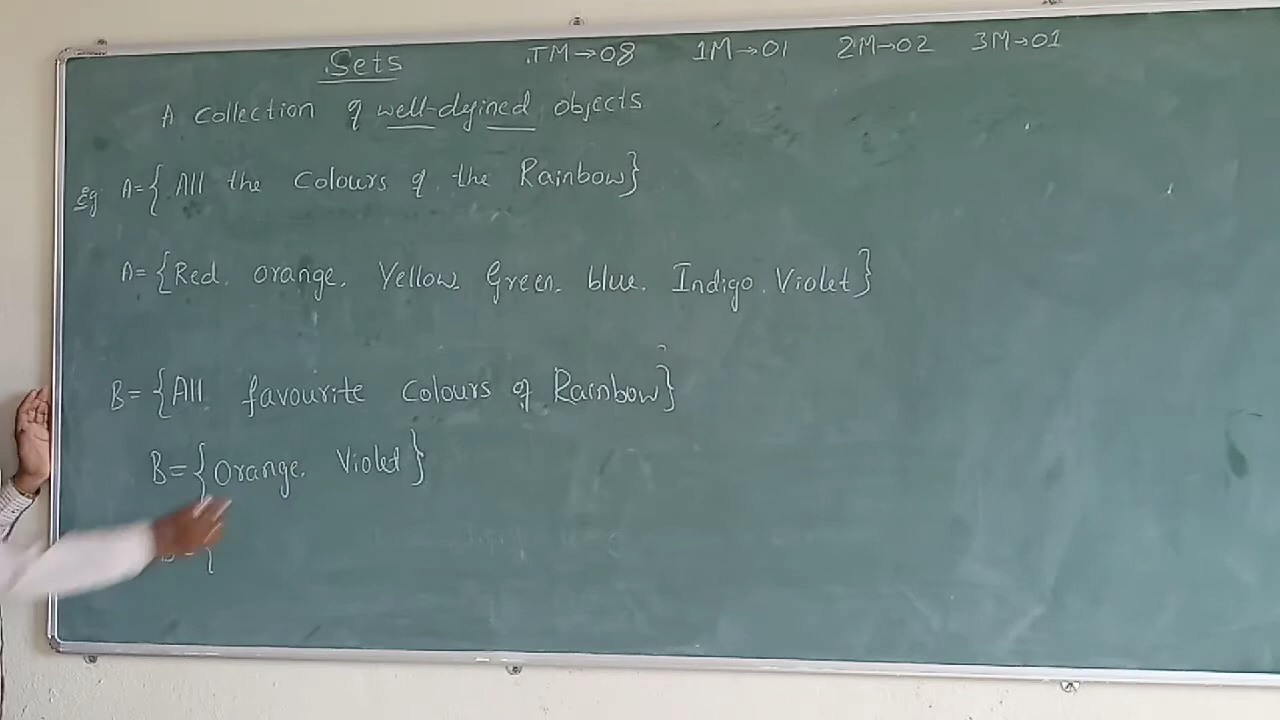 Sets TM→08 1M→01 2M→02 3M→01
A collection of well-defined objects
Eg A={All the Colours of the Rainbow}
A={Red, orange, Yellow, Green, blue, Indigo, Violet}
B={All favourite Colours of Rainbow}
B={Orange, Violet}
B={